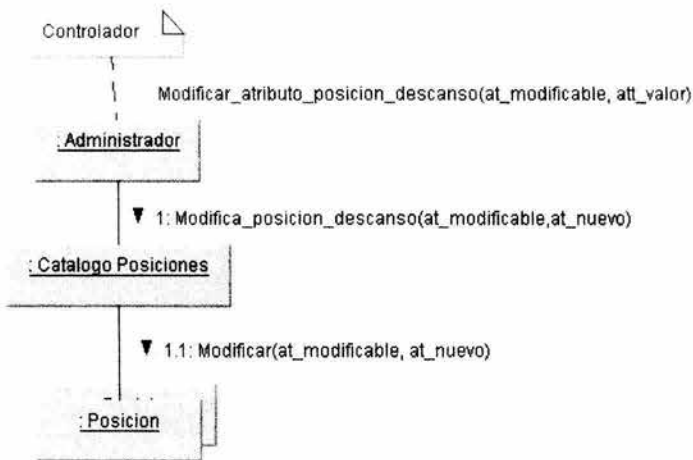 Controlador
Modificar_atributo_posicion_descanso(at_modificable, att_valor)
: Administrador
1: Modifica_posicion_descanso(at_modificable,at_nuevo)
: Catalogo Posiciones
1.1: Modificar(at_modificable, at_nuevo)
: Posicion